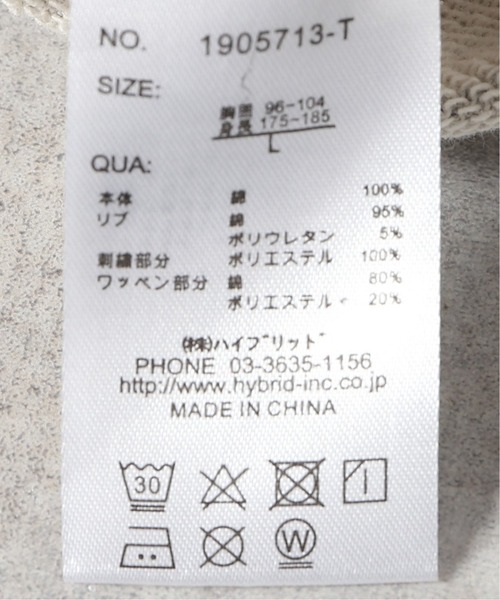 NO. 1905713-T
SIZE:
胸囲 96~104
身長 175~185
L
QUA:
本体 綿 100%
リブ 綿 95%
ポリウレタン 5%
刺繍部分 ポリエステル 100%
ワッペン部分 綿 80%
ポリエステル 20%
(株)ハイブリッド
PHONE 03-3635-1156
http://www.hybrid-inc.co.jp
MADE IN CHINA
30
W